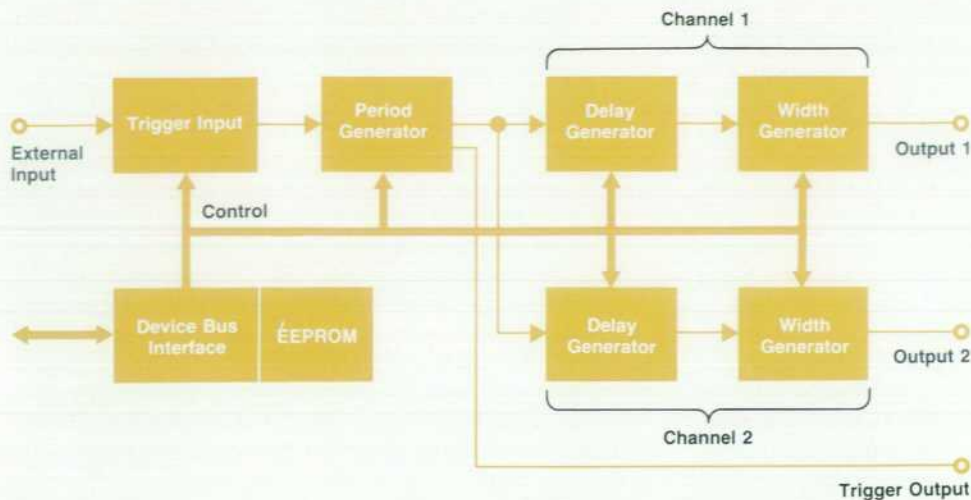 Channel 1
Trigger Input
Period
Generator
Delay
Generator
Width
Generator
External
Input
Output 1
Control
Device Bus
Interface
EEPROM
Delay
Generator
Width
Generator
Output 2
Channel 2
Trigger Output